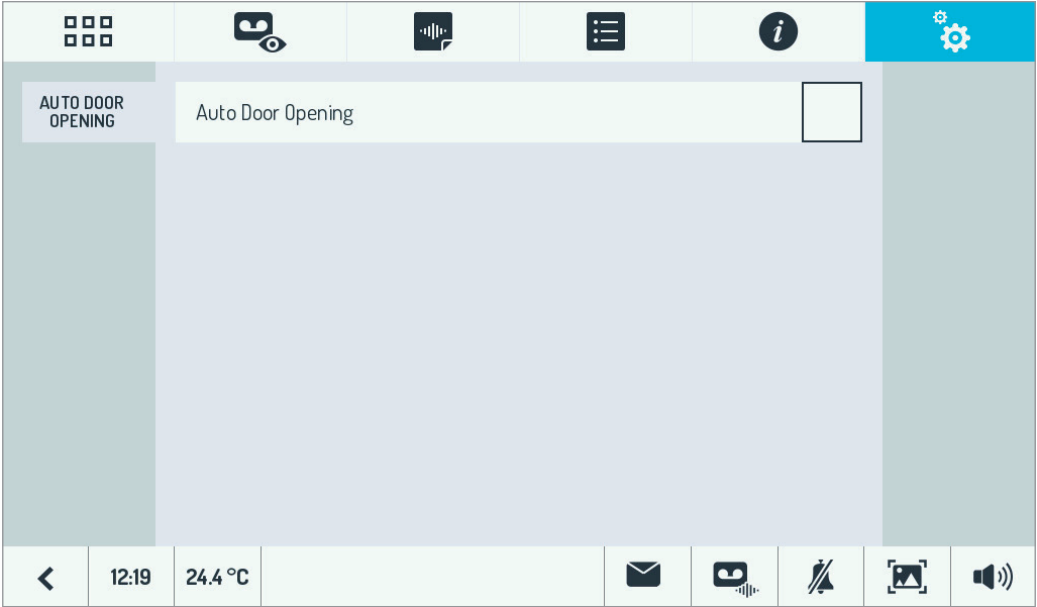 AUTO DOOR
OPENING
Auto Door Opening
12:19
24.4 °C